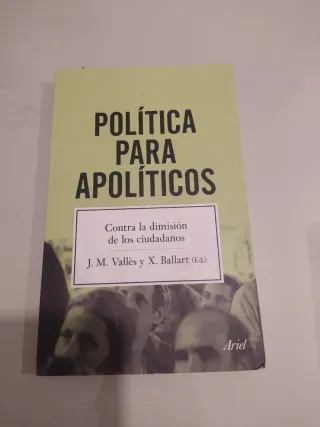 POLÍTICA
PARA
APOLÍTICOS
Contra la dimisión
de los ciudadanos
J. M. Vallès y X. Ballart (Ed.)
Ariel